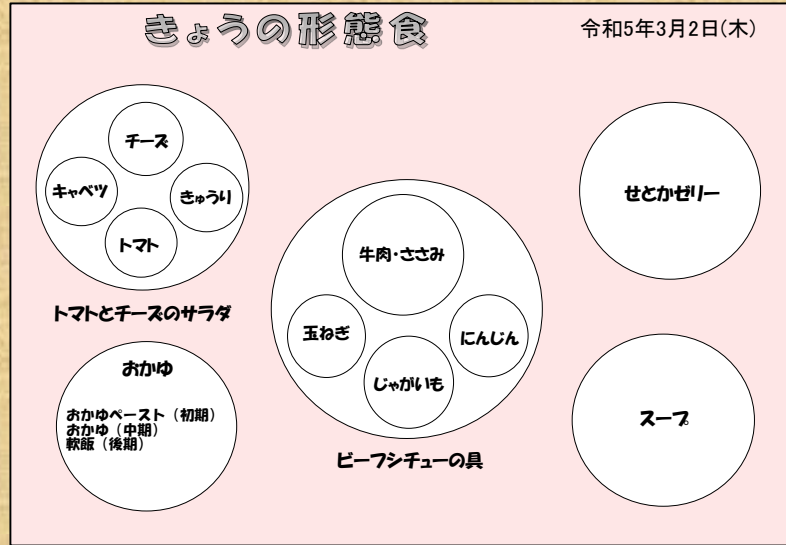 きょうの形態食
令和5年3月2日(木)
チーズ
キャベツ
きゅうり
トマト
トマトとチーズのサラダ
牛肉・ささみ
玉ねぎ
にんじん
じゃがいも
ビーフシチューの具
せとかゼリー
おかゆ
おかゆペースト（初期）
おかゆ（中期）
軟飯（後期）
スープ